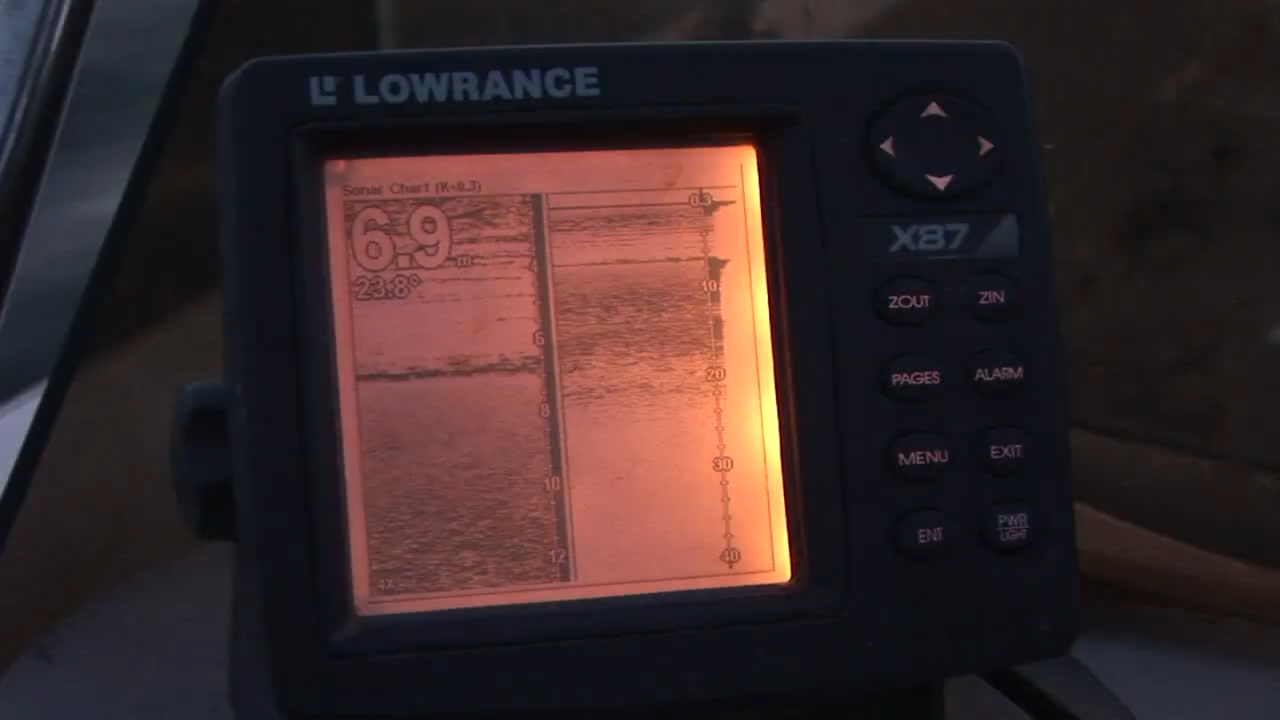 LOWRANCE
Sonar Chart (K=8.3)
6.9 m
23.8°
6
8
10
12
4X
0.3
10
20
30
40
X87
ZOUT ZIN
PAGES ALARM
MENU EXIT
ENT PWR
LIGHT